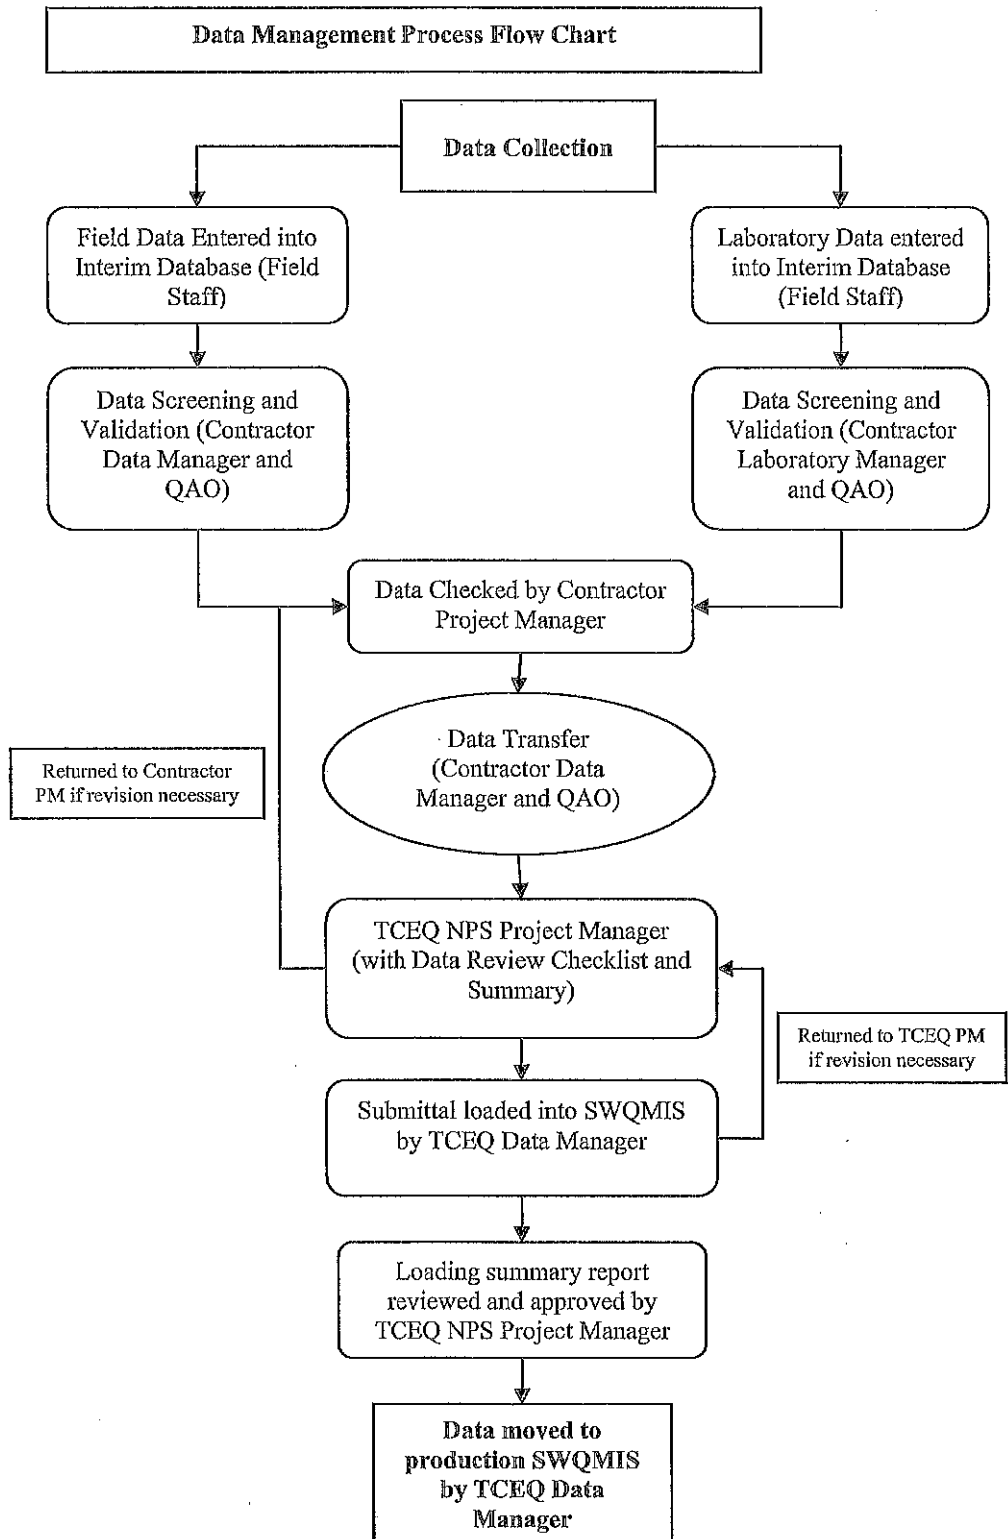 Data Management Process Flow Chart
Data Collection
Field Data Entered into
Interim Database (Field
Staff)
Laboratory Data entered
into Interim Database
(Field Staff)
Data Screening and
Validation (Contractor
Data Manager and
QAO)
Data Screening and
Validation (Contractor
Laboratory Manager
and QAO)
Data Checked by Contractor
Project Manager
Data Transfer
(Contractor Data
Manager and QAO)
Returned to Contractor
PM if revision necessary
TCEQ NPS Project Manager
(with Data Review Checklist and
Summary)
Returned to TCEQ PM
if revision necessary
Submittal loaded into SWQMIS
by TCEQ Data Manager
Loading summary report
reviewed and approved by
TCEQ NPS Project Manager
Data moved to
production SWQMIS
by TCEQ Data
Manager